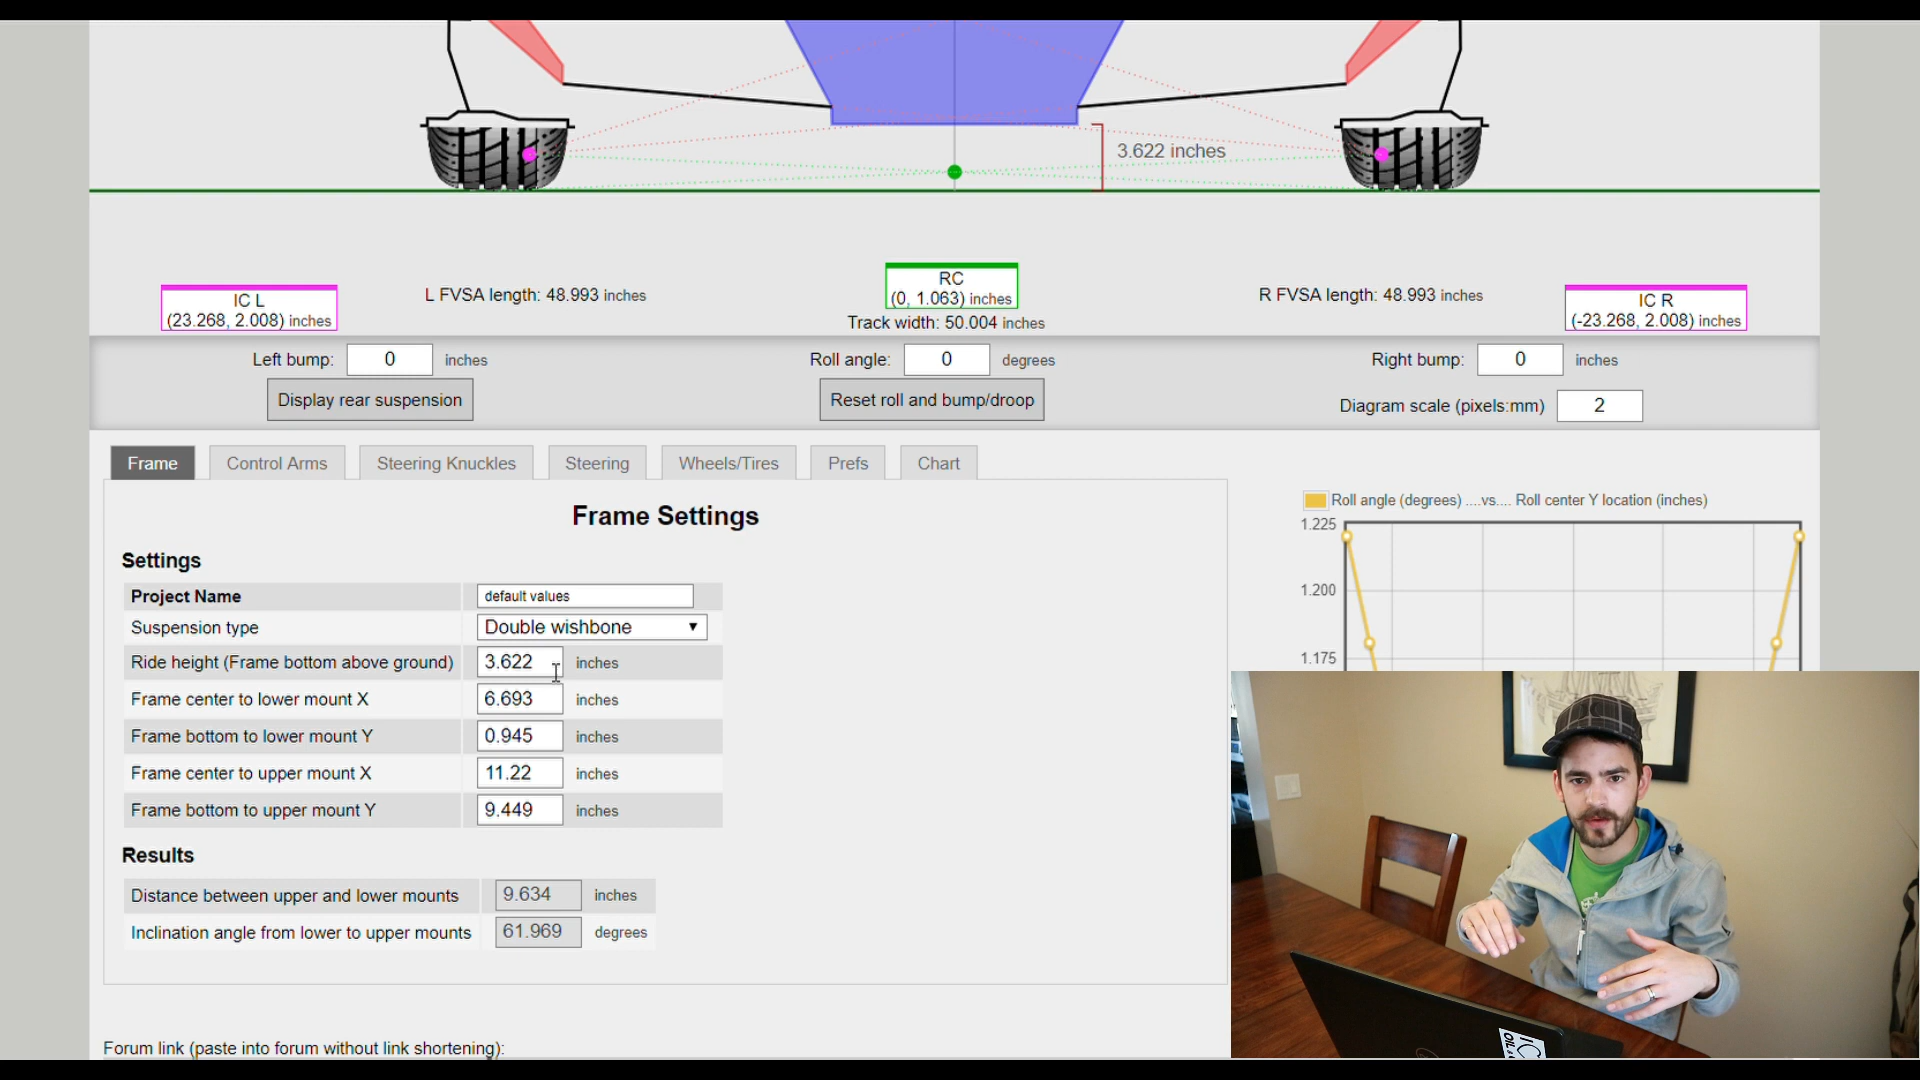 3.622 inches
RC
(0, 1.063) inches
IC L
(23.268, 2.008) inches
L FVSA length: 48.993 inches
R FVSA length: 48.993 inches
IC R
(-23.268, 2.008) inches
Track width: 50.004 inches
Left bump: 0 inches
Roll angle: 0 degrees
Right bump: 0 inches
Display rear suspension
Reset roll and bump/droop
Diagram scale (pixels:mm) 2
Frame Control Arms Steering Knuckles Steering Wheels/Tires Prefs Chart
Frame Settings
Roll angle (degrees) ....vs.... Roll center Y location (inches)
1.225
1.200
1.175
Settings
Project Name default values
Suspension type Double wishbone
Ride height (Frame bottom above ground) 3.622 inches
Frame center to lower mount X 6.693 inches
Frame bottom to lower mount Y 0.945 inches
Frame center to upper mount X 11.22 inches
Frame bottom to upper mount Y 9.449 inches
Results
Distance between upper and lower mounts 9.634 inches
Inclination angle from lower to upper mounts 61.969 degrees
Forum link (paste into forum without link shortening):